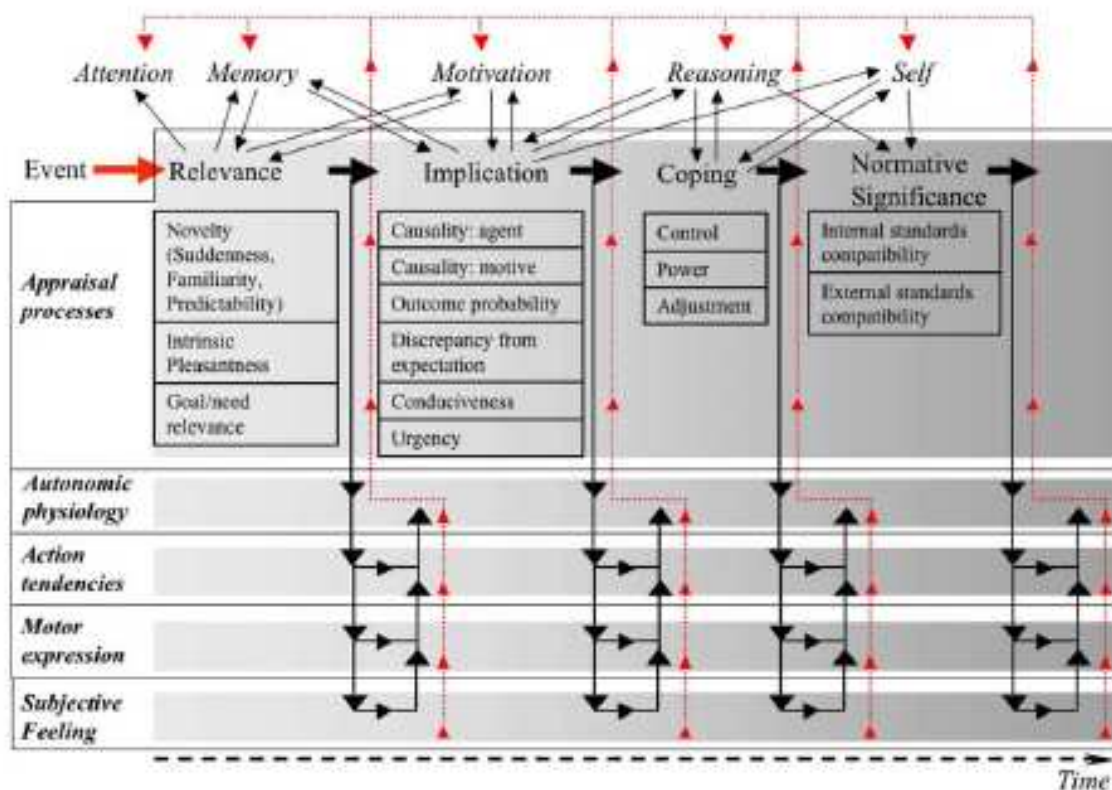 Attention Memory Motivation Reasoning Self
Event Relevance Implication Coping Normative
Significance
Appraisal
processes
Novelty
(Suddenness,
Familiarity,
Predictability)
Intrinsic
Pleasantness
Goal/need
relevance
Causality: agent
Causality: motive
Outcome probability
Discrepancy from
expectation
Conduciveness
Urgency
Control
Power
Adjustment
Internal standards
compatibility
External standards
compatibility
Autonomic
physiology
Action
tendencies
Motor
expression
Subjective
Feeling
Time